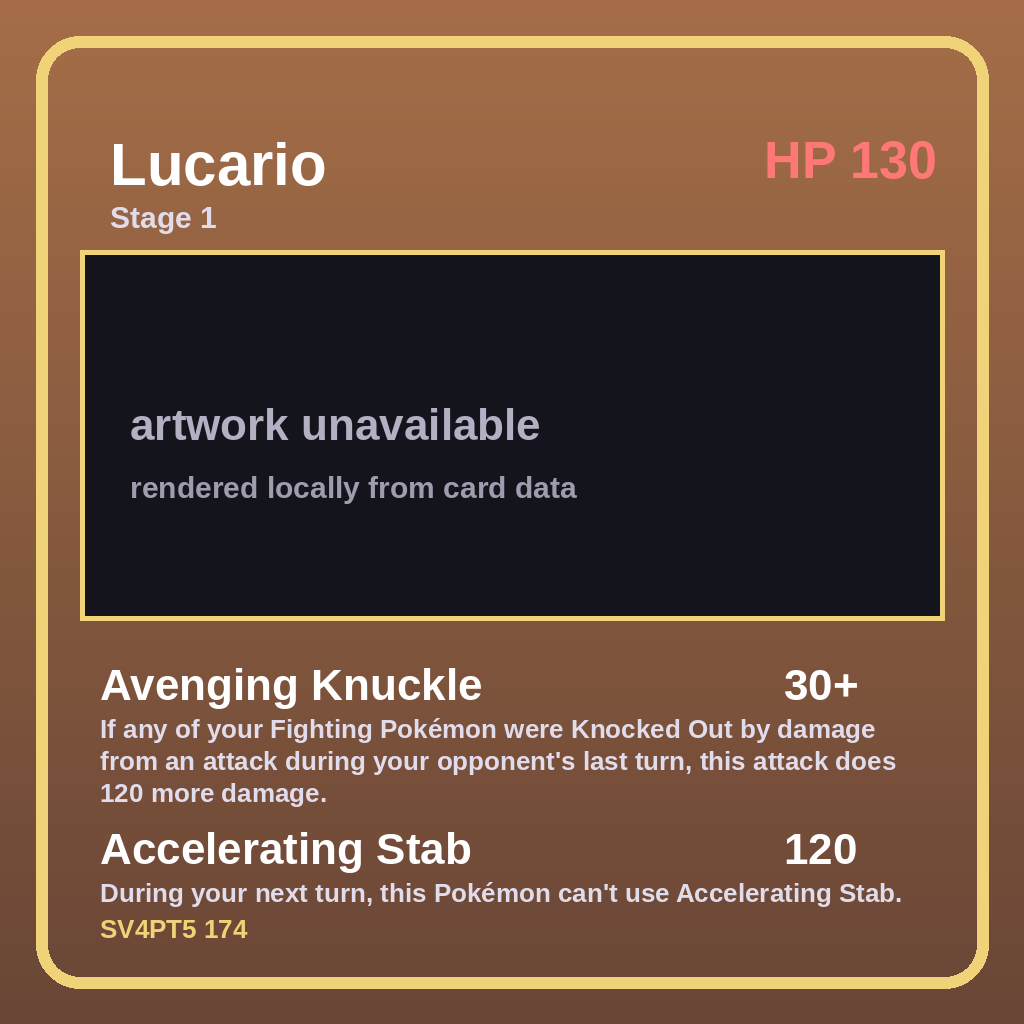 Lucario
HP 130
Stage 1
artwork unavailable
rendered locally from card data
Avenging Knuckle
30+
If any of your Fighting Pokémon were Knocked Out by damage
from an attack during your opponent's last turn, this attack does
120 more damage.
Accelerating Stab
120
During your next turn, this Pokémon can't use Accelerating Stab.
SV4PT5 174